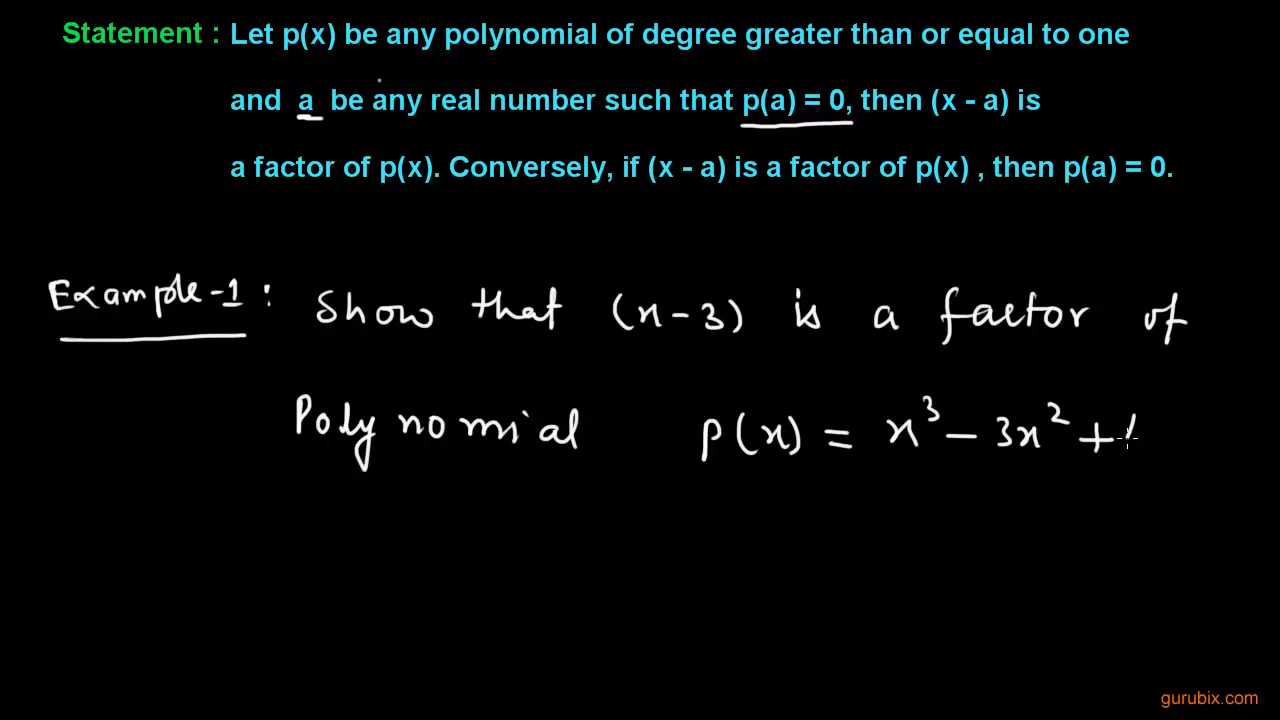 Statement : Let p(x) be any polynomial of degree greater than or equal to one
and a be any real number such that p(a) = 0, then (x - a) is
a factor of p(x). Conversely, if (x - a) is a factor of p(x) , then p(a) = 0.
Example-1 : Show that (x-3) is a factor of
Polynomial p(x) = x³ - 3x² +
gurubix.com